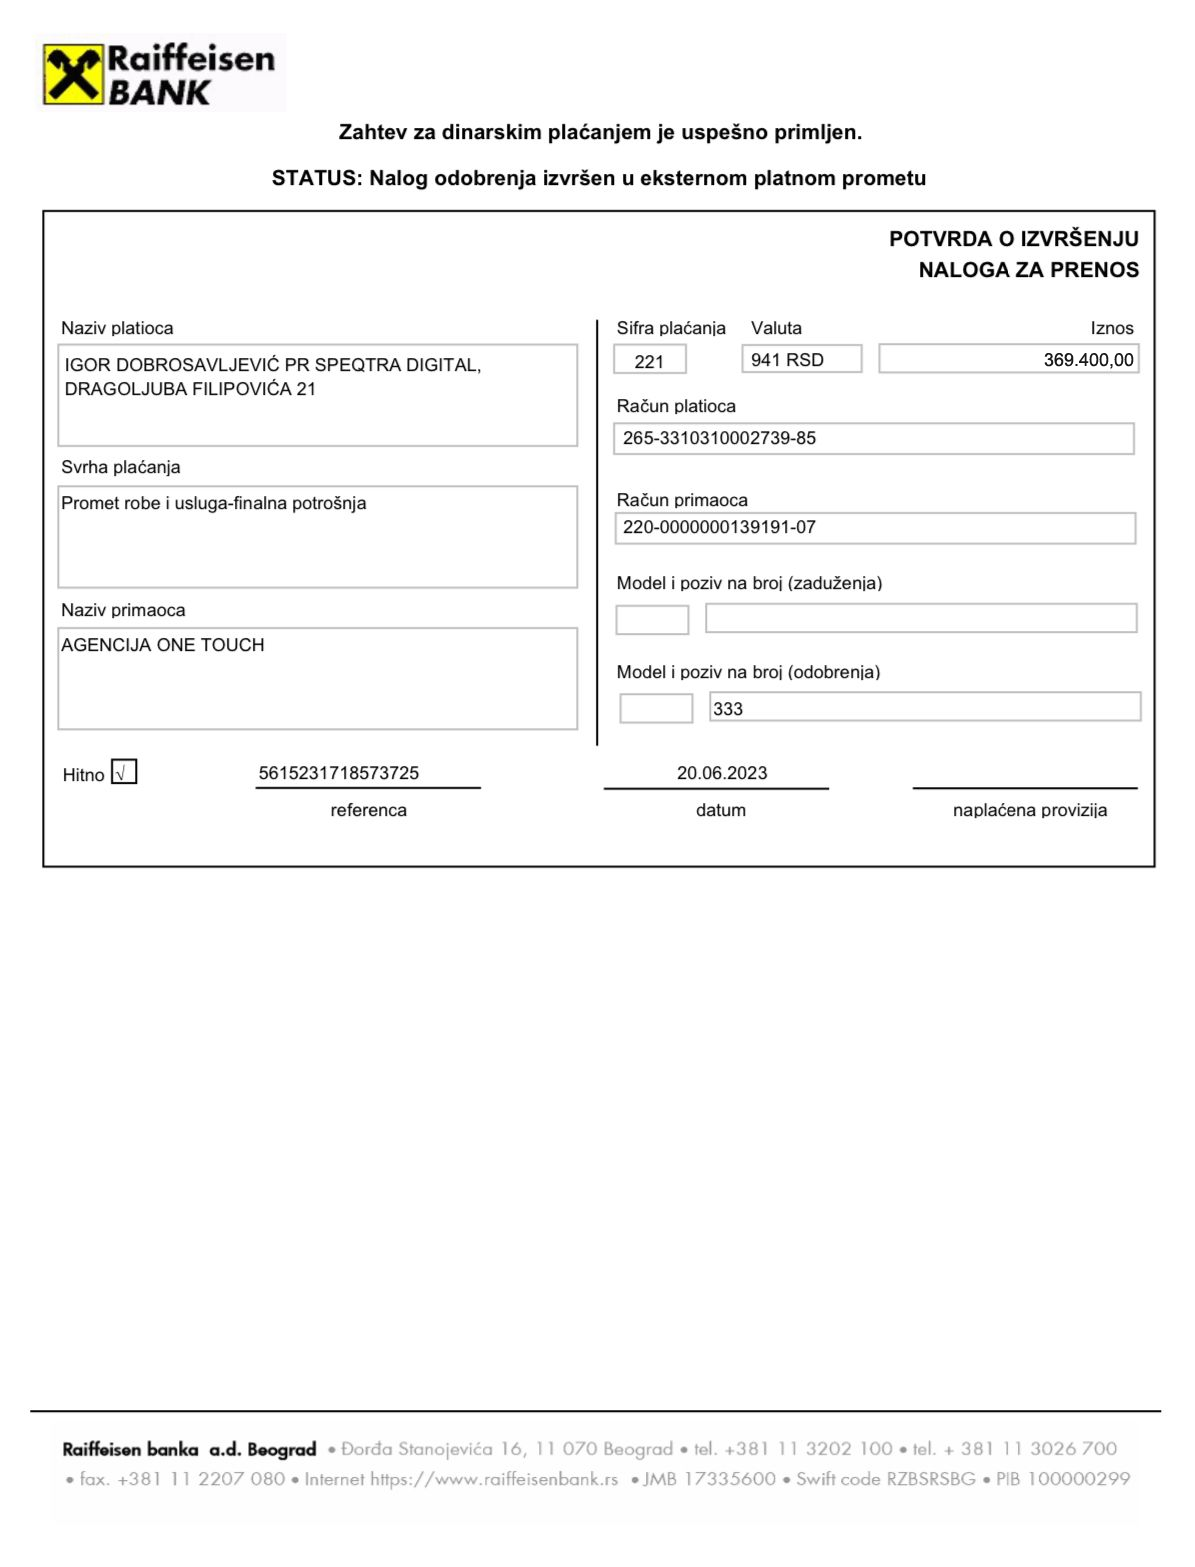 Raiffeisen
BANK
Zahtev za dinarskim plaćanjem je uspešno primljen.
STATUS: Nalog odobrenja izvršen u eksternom platnom prometu
POTVRDA O IZVRŠENJU
NALOGA ZA PRENOS
Naziv platioca
IGOR DOBROSAVLJEVIĆ PR SPEQTRA DIGITAL,
DRAGOLJUBA FILIPOVIĆA 21
Svrha plaćanja
Promet robe i usluga-finalna potrošnja
Naziv primaoca
AGENCIJA ONE TOUCH
Sifra plaćanja Valuta Iznos
221 941 RSD 369.400,00
Račun platioca
265-3310310002739-85
Račun primaoca
220-0000000139191-07
Model i poziv na broj (zaduženja)
Model i poziv na broj (odobrenja)
333
Hitno √ 5615231718573725 20.06.2023
referenca datum naplaćena provizija
Raiffeisen banka a.d. Beograd • Đorđa Stanojevića 16, 11 070 Beograd • tel. +381 11 3202 100 • tel. + 381 11 3026 700
• fax. +381 11 2207 080 • Internet https://www.raiffeisenbank.rs • JMB 17335600 • Swift code RZBSRSBG • PIB 100000299